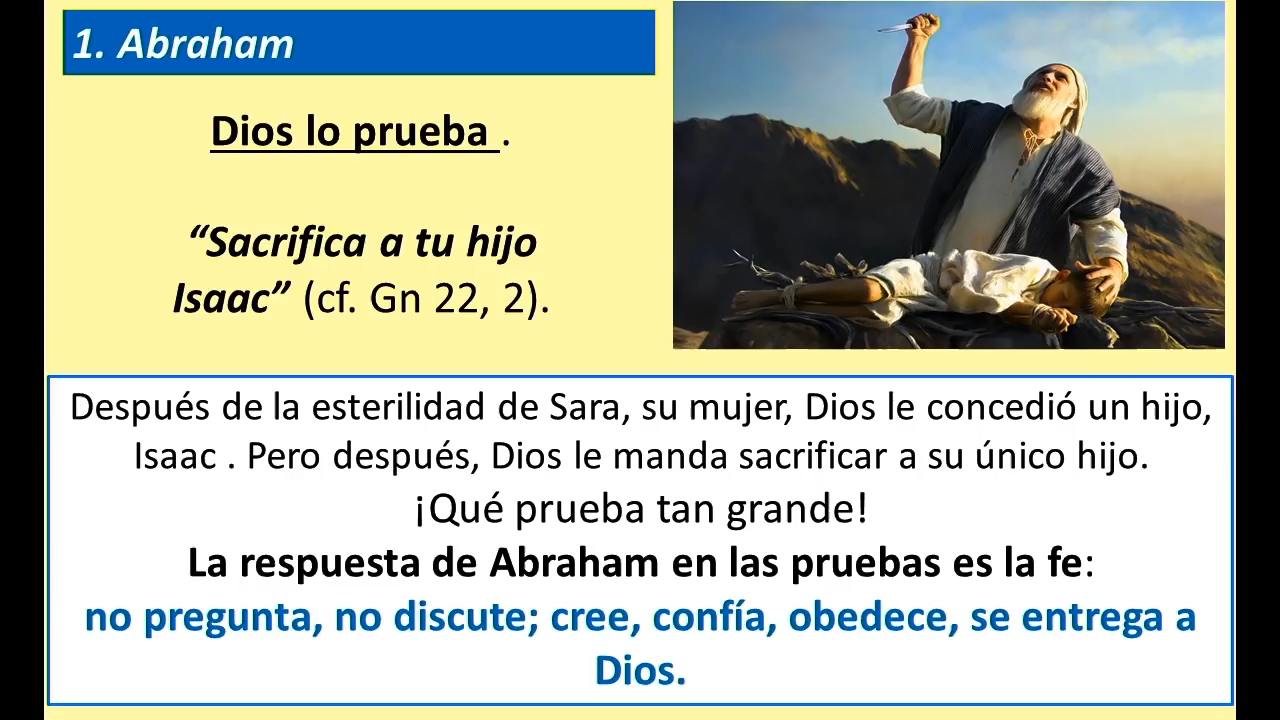 1. Abraham
Dios lo prueba .
“Sacrifica a tu hijo
Isaac” (cf. Gn 22, 2).
Después de la esterilidad de Sara, su mujer, Dios le concedió un hijo,
Isaac . Pero después, Dios le manda sacrificar a su único hijo.
¡Qué prueba tan grande!
La respuesta de Abraham en las pruebas es la fe:
no pregunta, no discute; cree, confía, obedece, se entrega a
Dios.